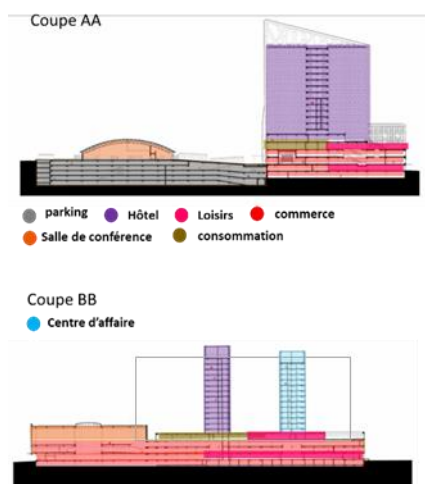 Coupe AA
parking Hôtel Loisirs commerce
Salle de conférence consommation
Coupe BB
Centre d’affaire